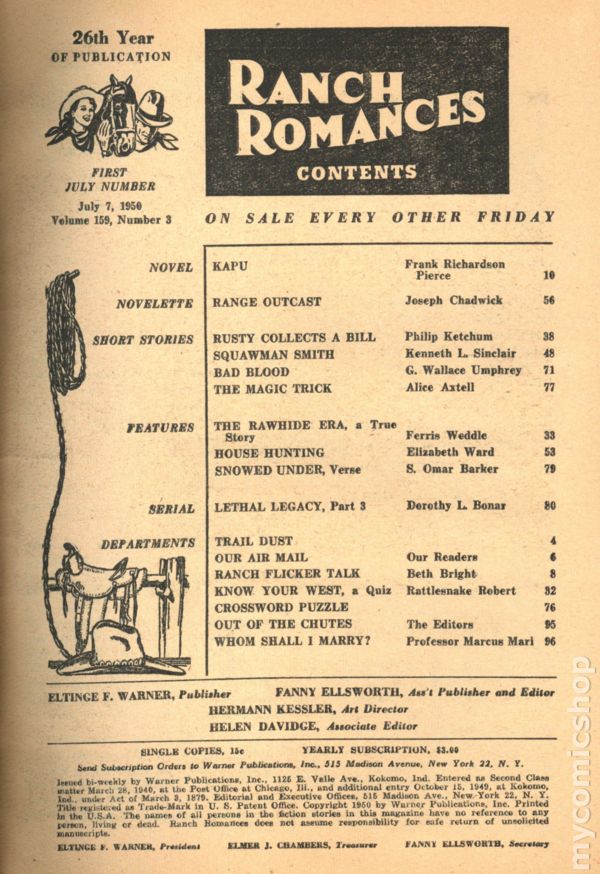 26th Year
OF PUBLICATION
FIRST
JULY NUMBER
July 7, 1950
Volume 159, Number 3
RANCH
ROMANCES
CONTENTS
ON SALE EVERY OTHER FRIDAY
NOVEL KAPU Frank Richardson
Pierce 10
NOVELETTE RANGE OUTCAST Joseph Chadwick 56
SHORT STORIES RUSTY COLLECTS A BILL Philip Ketchum 38
SQUAWMAN SMITH Kenneth L. Sinclair 48
BAD BLOOD G. Wallace Umphrey 71
THE MAGIC TRICK Alice Axtell 77
FEATURES THE RAWHIDE ERA, a True
Story Ferris Weddle 33
HOUSE HUNTING Elizabeth Ward 53
SNOWED UNDER, Verse S. Omar Barker 79
SERIAL LETHAL LEGACY, Part 3 Dorothy L. Bonar 80
DEPARTMENTS TRAIL DUST 4
OUR AIR MAIL Our Readers 6
RANCH FLICKER TALK Beth Bright 8
KNOW YOUR WEST, a Quiz Rattlesnake Robert 32
CROSSWORD PUZZLE 76
OUT OF THE CHUTES The Editors 95
WHOM SHALL I MARRY? Professor Marcus Mari 96
ELTINGE F. WARNER, Publisher FANNY ELLSWORTH, Ass't Publisher and Editor
HERMANN KESSLER, Art Director
HELEN DAVIDGE, Associate Editor
SINGLE COPIES, 15c YEARLY SUBSCRIPTION, $3.00
Send Subscription Orders to Warner Publications, Inc., 515 Madison Avenue, New York 22, N. Y.
Issued bi-weekly by Warner Publications, Inc., 1125 E. Valle Ave., Kokomo, Ind. Entered as Second Class
matter March 28, 1940, at the Post Office at Chicago, Ill., and additional entry October 15, 1949, at Kokomo,
Ind., under Act of March 3, 1879. Editorial and Executive Offices, 515 Madison Ave., New York 22, N. Y.
Title registered as Trade-Mark in U. S. Patent Office. Copyright 1950 by Warner Publications, Inc. Printed
in the U.S.A. The names of all persons in the fiction stories in this magazine have no reference to any
person, living or dead. Ranch Romances does not assume responsibility for safe return of unsolicited
manuscripts.
ELTINGE F. WARNER, President ELMER J. CHAMBERS, Treasurer FANNY ELLSWORTH, Secretary
mycomicshop